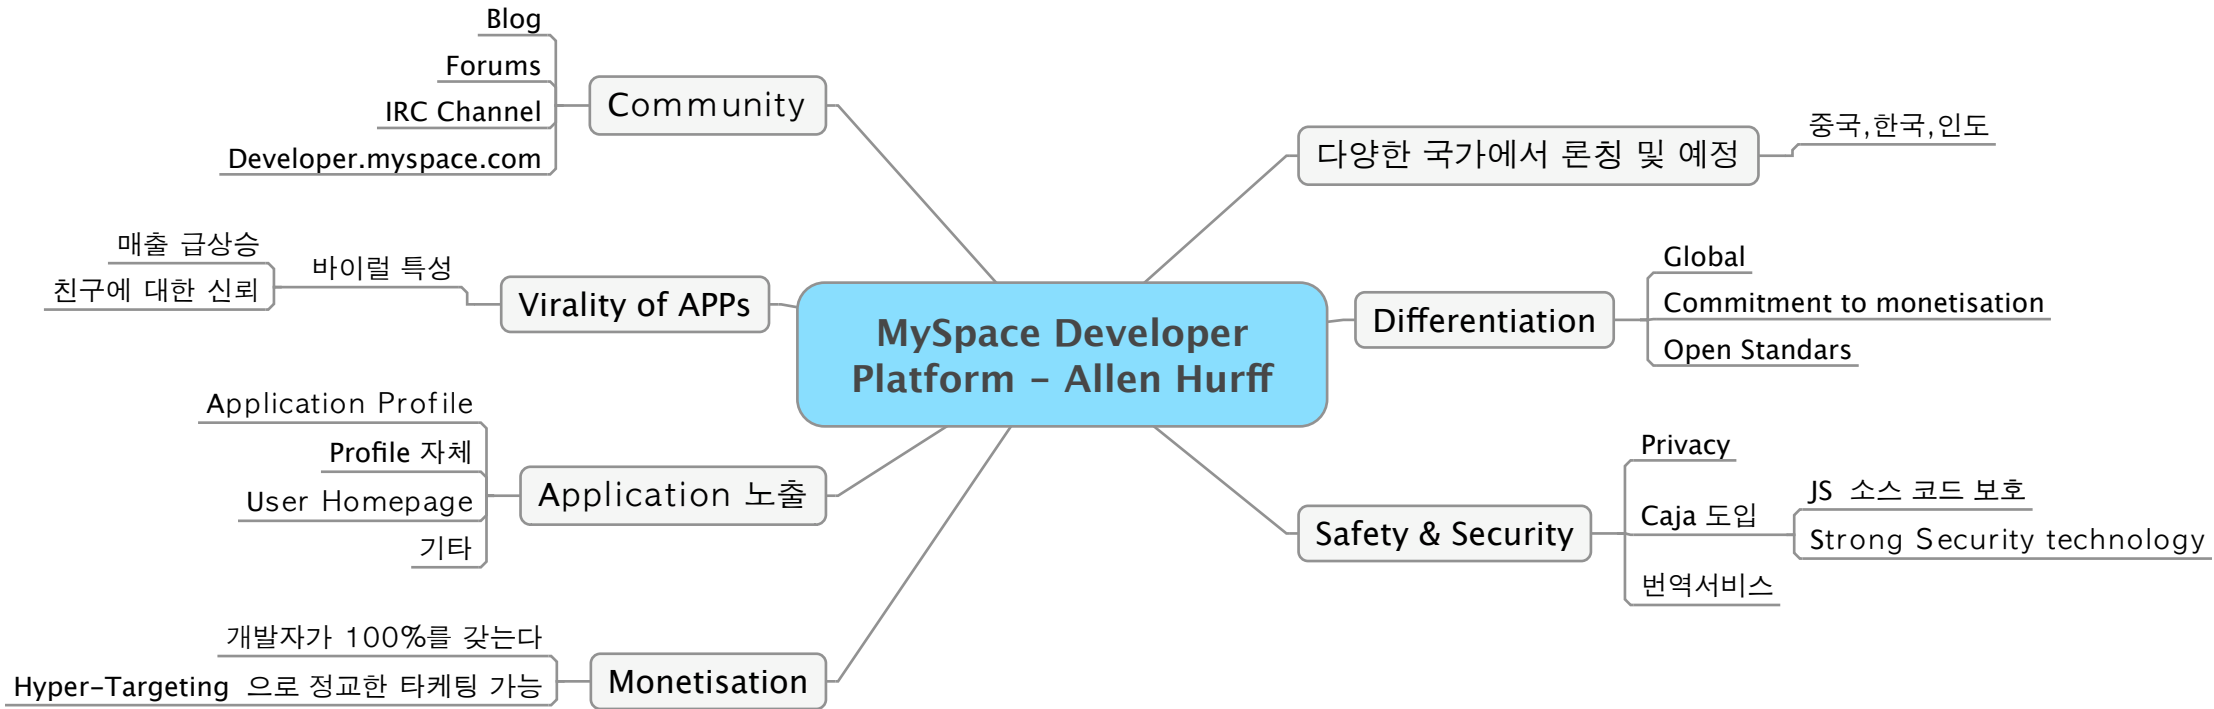 Blog
Forums
IRC Channel
Developer.myspace.com
Community
매출 급상승
친구에 대한 신뢰
바이럴 특성
Virality of APPs
Application Profile
Profile 자체
User Homepage
기타
Application 노출
개발자가 100%를 갖는다
Hyper-Targeting 으로 정교한 타케팅 가능
Monetisation
MySpace Developer
Platform - Allen Hurff
다양한 국가에서 론칭 및 예정
중국,한국,인도
Differentiation
Global
Commitment to monetisation
Open Standars
Safety & Security
Privacy
Caja 도입
JS 소스 코드 보호
Strong Security technology
번역서비스